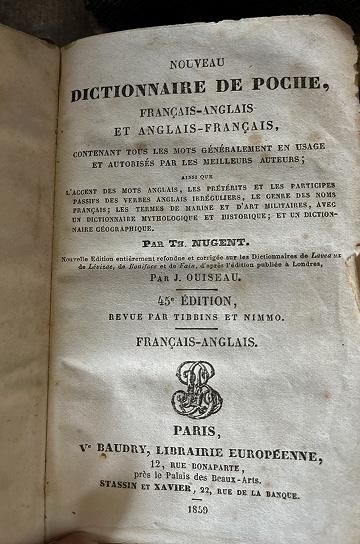 NOUVEAU
DICTIONNAIRE DE POCHE,
FRANÇAIS-ANGLAIS
ET ANGLAIS-FRANÇAIS,
CONTENANT TOUS LES MOTS GÉNÉRALEMENT EN USAGE
ET AUTORISÉS PAR LES MEILLEURS AUTEURS;
AINSI QUE
L'ACCENT DES MOTS ANGLAIS, LES PRÉTÉRITS ET LES PARTICIPES
PASSIFS DES VERBES ANGLAIS IRRÉGULIERS, LE GENRE DES NOMS
FRANÇAIS; LES TERMES DE MARINE ET D'ART MILITAIRES, AVEC
UN DICTIONNAIRE MYTHOLOGIQUE ET HISTORIQUE; ET UN DICTION-
NAIRE GÉOGRAPHIQUE.
PAR TH. NUGENT.
Nouvelle Edition entièrement refondue et corrigée sur les Dictionnaires de Laveaux
de Lévizac, de Boniface et de Fain, d'après l'édition publiée à Londres,
PAR J. OUISEAU.
45e ÉDITION,
REVUE PAR TIBBINS ET NIMMO.
FRANÇAIS-ANGLAIS.
PARIS,
Ve BAUDRY, LIBRAIRIE EUROPÉENNE,
12, RUE BONAPARTE,
près le Palais des Beaux-Arts.
STASSIN ET XAVIER, 22, RUE DE LA BANQUE.
1859